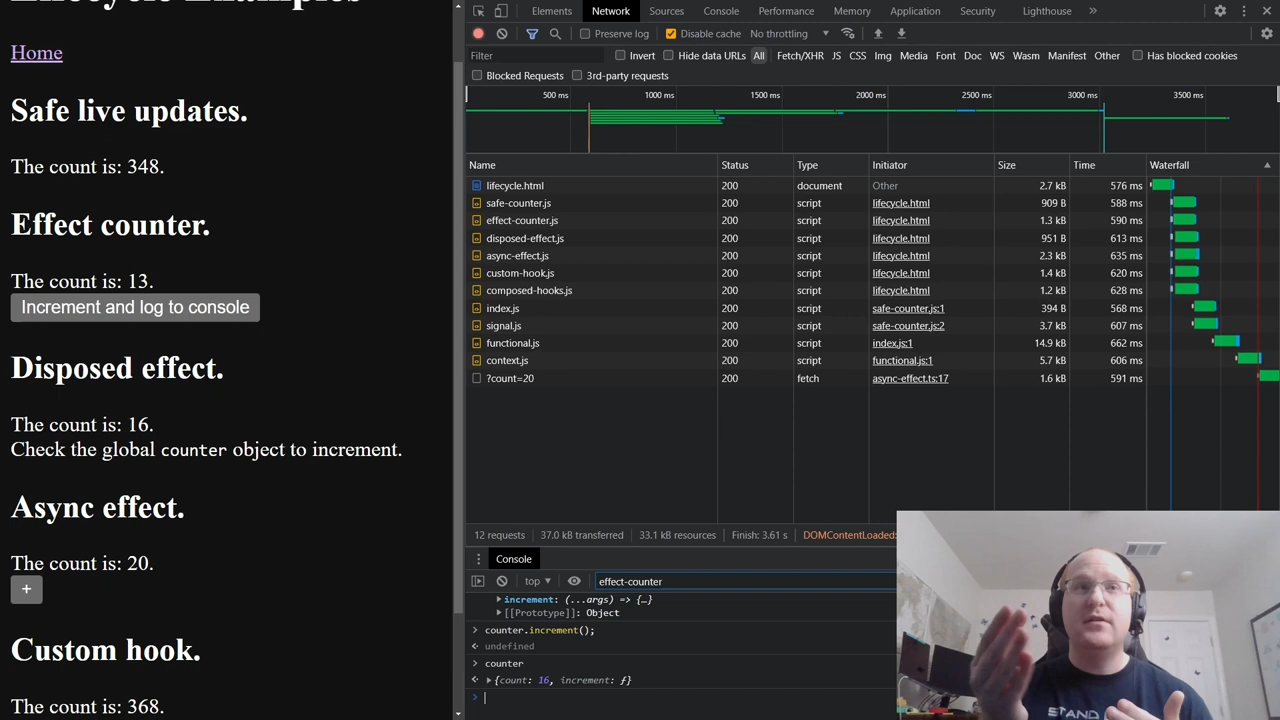 Lifecycle Examples
Home
Safe live updates.
The count is: 348.
Effect counter.
The count is: 13.
Increment and log to console
Disposed effect.
The count is: 16.
Check the global counter object to increment.
Async effect.
The count is: 20.
+
Custom hook.
The count is: 368.
Elements Network Sources Console Performance Memory Application Security Lighthouse »
Preserve log Disable cache No throttling
Filter Invert Hide data URLs All Fetch/XHR JS CSS Img Media Font Doc WS Wasm Manifest Other Has blocked cookies
Blocked Requests 3rd-party requests
500 ms 1000 ms 1500 ms 2000 ms 2500 ms 3000 ms 3500 ms
Name Status Type Initiator Size Time Waterfall
lifecycle.html 200 document Other 2.7 kB 576 ms
safe-counter.js 200 script lifecycle.html 909 B 588 ms
effect-counter.js 200 script lifecycle.html 1.3 kB 590 ms
disposed-effect.js 200 script lifecycle.html 951 B 613 ms
async-effect.js 200 script lifecycle.html 2.3 kB 635 ms
custom-hook.js 200 script lifecycle.html 1.4 kB 620 ms
composed-hooks.js 200 script lifecycle.html 1.2 kB 628 ms
index.js 200 script safe-counter.js:1 394 B 568 ms
signal.js 200 script safe-counter.js:2 3.7 kB 607 ms
functional.js 200 script index.js:1 14.9 kB 662 ms
context.js 200 script functional.js:1 5.7 kB 606 ms
?count=20 200 fetch async-effect.ts:17 1.6 kB 591 ms
12 requests 37.0 kB transferred 33.1 kB resources Finish: 3.61 s DOMContentLoaded:
Console
top effect-counter
increment: (...args) => {…}
[[Prototype]]: Object
counter.increment();
undefined
counter
{count: 16, increment: ƒ}
STAND